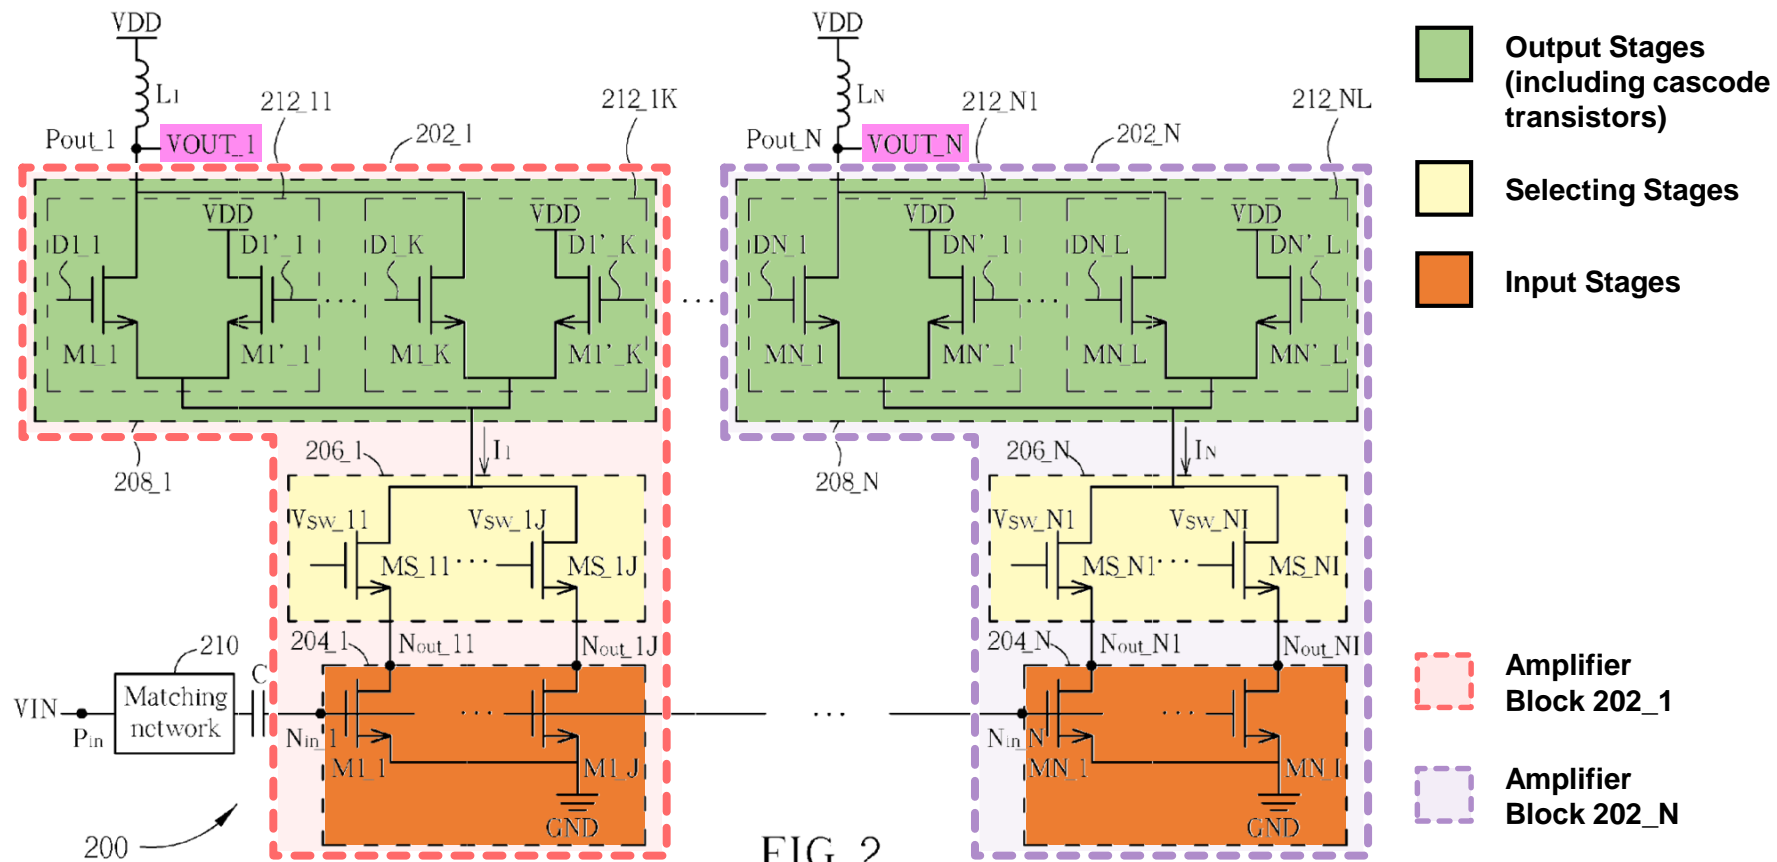 VDD
VDD
L1
LN
212_11
212_1K
212_N1
212_NL
Pout_1
VOUT_1
202_1
Pout_N
VOUT_N
202_N
VDD
VDD
VDD
VDD
D1_1
D1'_1
D1_K
D1'_K
DN_1
DN'_1
DN_L
DN'_L
...
...
...
M1_1
M1'_1
M1_K
M1'_K
MN_1
MN'_1
MN_L
MN'_L
208_1
206_1
I1
208_N
206_N
IN
VSW_11
VSW_1J
VSW_N1
VSW_NI
MS_11
...
MS_1J
MS_N1
...
MS_NI
210
204_1
Nout_11
Nout_1J
204_N
Nout_N1
Nout_NI
VIN
Pin
Matching
network
C
Nin_1
...
...
Nin_N
...
M1_1
M1_J
MN_1
MN_I
GND
GND
200
FIG. 2
Output Stages
(including cascode
transistors)
Selecting Stages
Input Stages
Amplifier
Block 202_1
Amplifier
Block 202_N